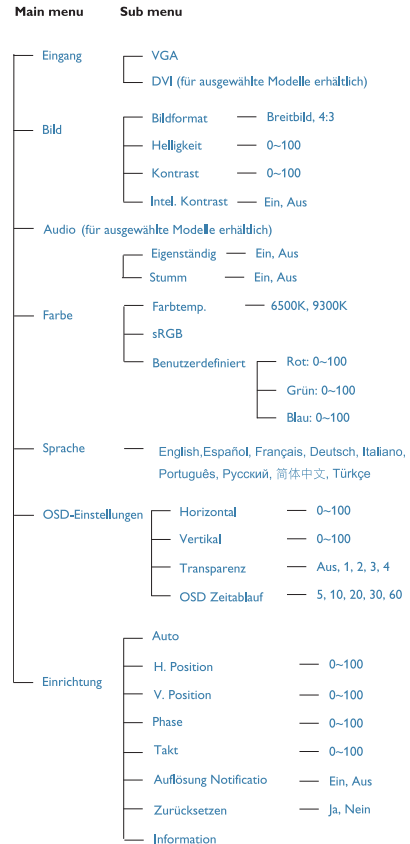 Main menu Sub menu
Eingang VGA
DVI (für ausgewählte Modelle erhältlich)
Bild Bildformat Breitbild, 4:3
Helligkeit 0~100
Kontrast 0~100
Intel. Kontrast Ein, Aus
Audio (für ausgewählte Modelle erhältlich)
Eigenständig Ein, Aus
Stumm Ein, Aus
Farbe Farbtemp. 6500K, 9300K
sRGB
Benutzerdefiniert Rot: 0~100
Grün: 0~100
Blau: 0~100
Sprache English,Español, Français, Deutsch, Italiano,
Português, Русский, 简体中文, Türkçe
OSD-Einstellungen Horizontal 0~100
Vertikal 0~100
Transparenz Aus, 1, 2, 3, 4
OSD Zeitablauf 5, 10, 20, 30, 60
Einrichtung Auto
H. Position 0~100
V. Position 0~100
Phase 0~100
Takt 0~100
Auflösung Notificatio Ein, Aus
Zurücksetzen Ja, Nein
Information